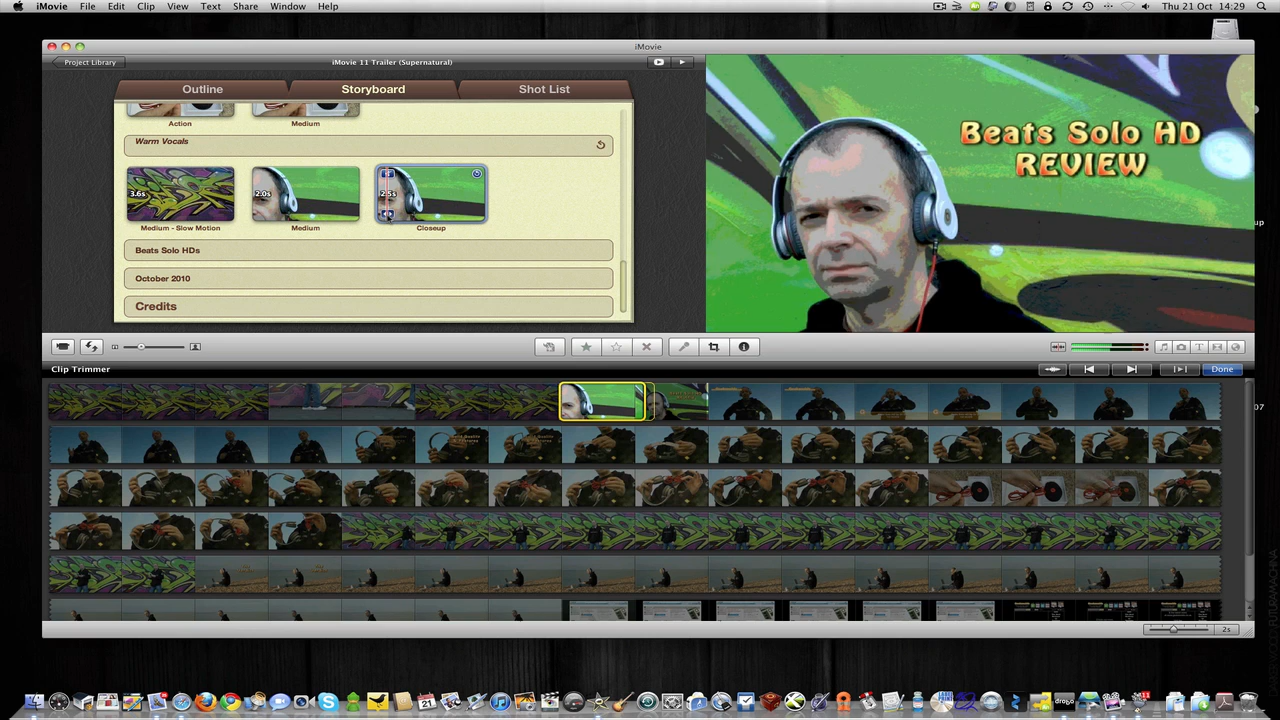 iMovie File Edit Clip View Text Share Window Help Thu 21 Oct 14:29
iMovie
Project Library iMovie 11 Trailer (Supernatural)
Outline Storyboard Shot List
Action Medium
Warm Vocals
3.6s 2.0s 2.5s
Medium - Slow Motion Medium Closeup
Beats Solo HDs
October 2010
Credits
Beats Solo HD
REVIEW
Clip Trimmer Done
2s